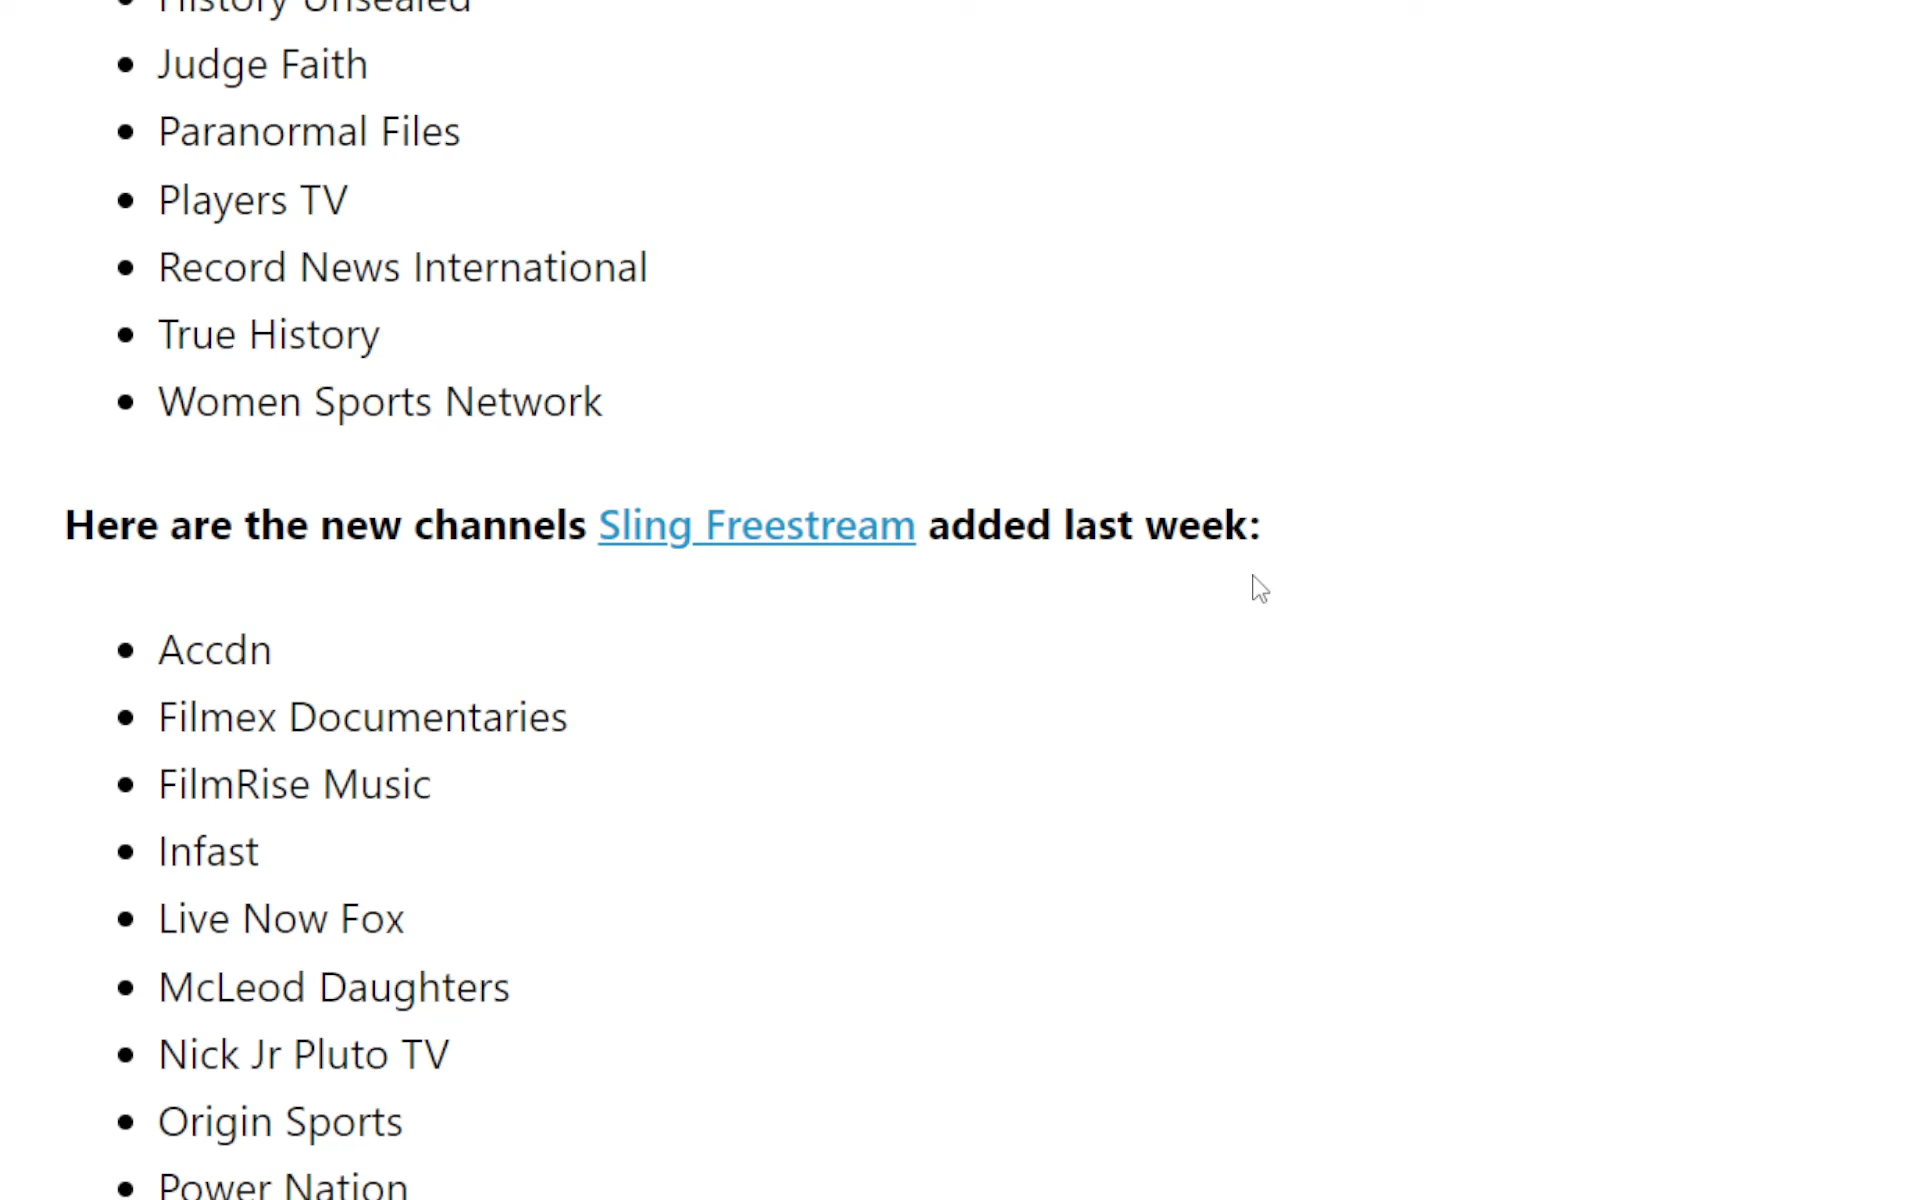 History Unsealed
Judge Faith
Paranormal Files
Players TV
Record News International
True History
Women Sports Network
Here are the new channels Sling Freestream added last week:
Accdn
Filmex Documentaries
FilmRise Music
Infast
Live Now Fox
McLeod Daughters
Nick Jr Pluto TV
Origin Sports
Power Nation